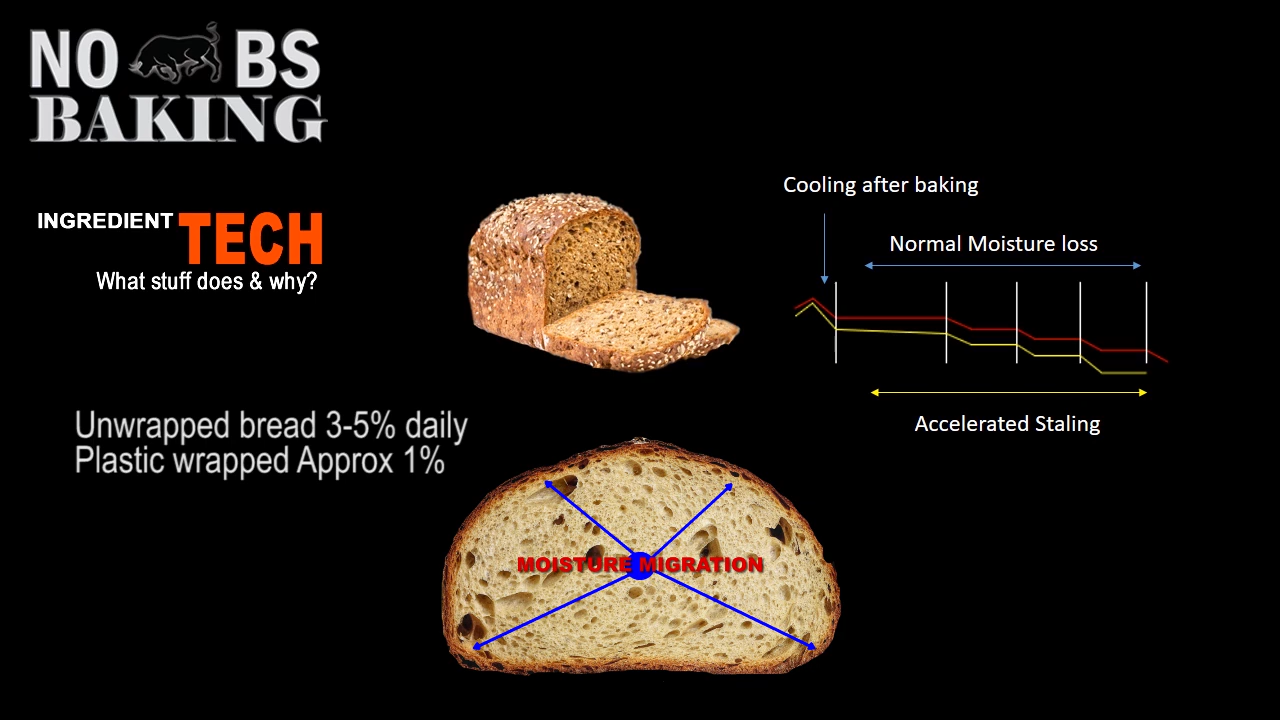 NO BS
BAKING
INGREDIENT TECH
What stuff does & why?
Cooling after baking
Normal Moisture loss
Accelerated Staling
Unwrapped bread 3-5% daily
Plastic wrapped Approx 1%
MOISTURE MIGRATION